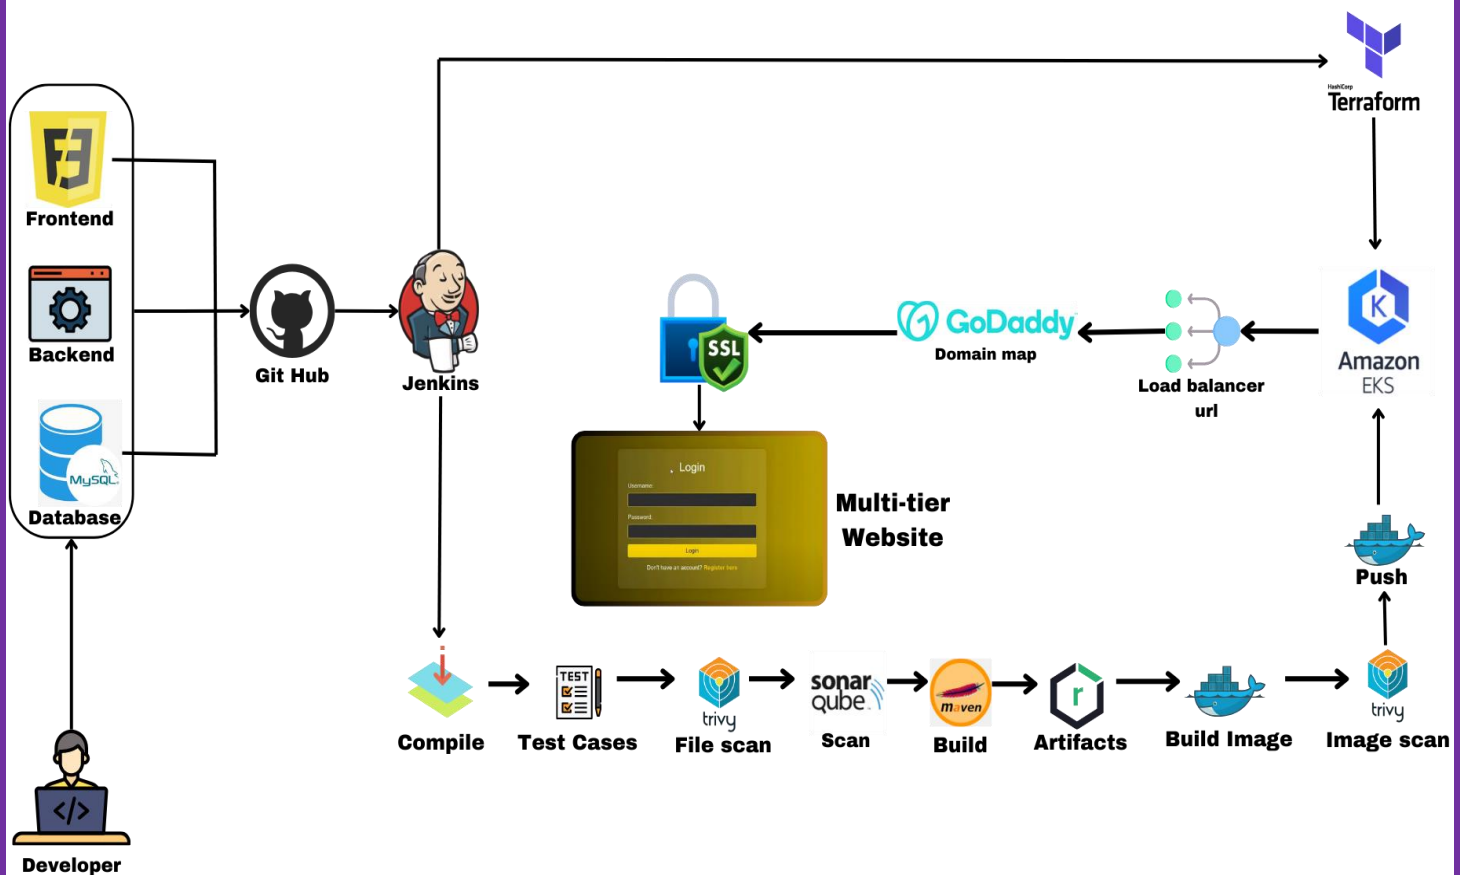 HashiCorp
Terraform
Frontend
Backend
MySQL
Database
Git Hub
Jenkins
SSL
GoDaddy
Domain map
Load balancer
url
K
Amazon
EKS
Login
Username:
Password:
Login
Don't have an account? Register here
Multi-tier
Website
Push
Compile
TEST
Test Cases
trivy
File scan
sonar
qube
Scan
maven
Build
r
Artifacts
Build Image
trivy
Image scan
</>
Developer